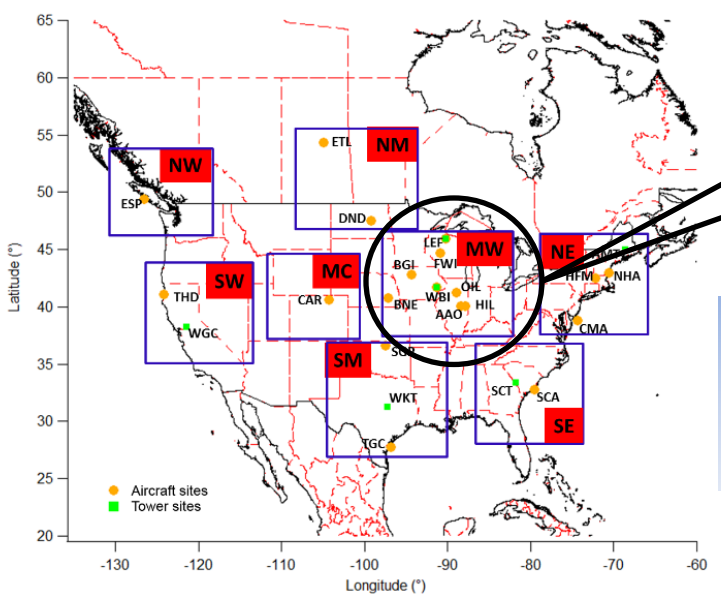 65
60
55
50
45
40
35
30
25
20
Latitude (°)
-130
-120
-110
-100
-90
-80
-70
-60
Longitude (°)
ETL
NM
NW
ESP
DND
LEF
MW
NE
AMT
SW
MC
BGI
FWI
HFM
NHA
THD
CAR
BNE
WBI
OIL
AAO
HIL
CMA
WGC
SGP
SM
WKT
SCT
SCA
TGC
SE
Aircraft sites
Tower sites